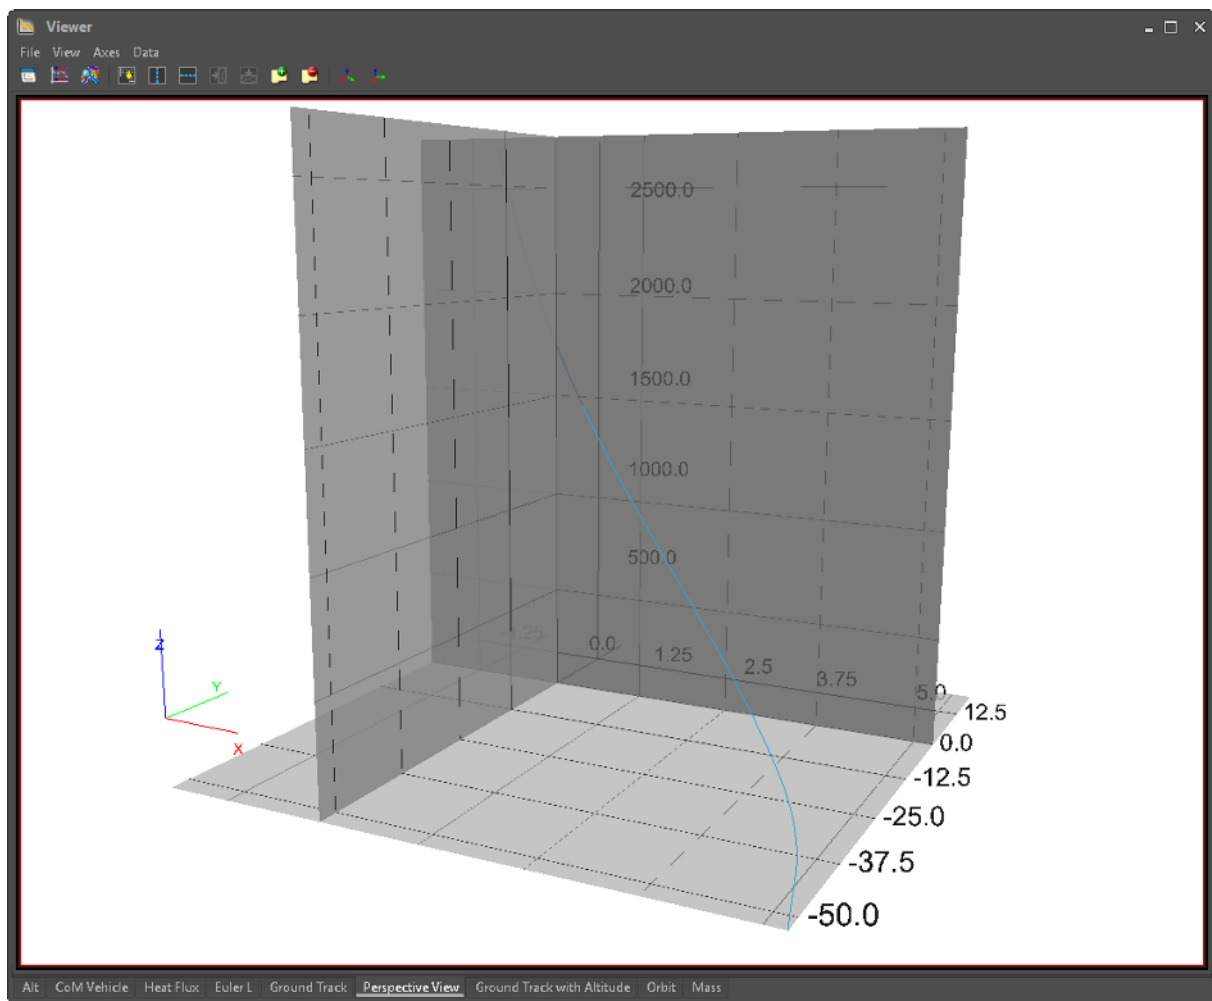 Viewer
File View Axes Data
2500.0
2000.0
1500.0
1000.0
500.0
-1.25 0.0 1.25 2.5 3.75 5.0
12.5
0.0
-12.5
-25.0
-37.5
-50.0
Z
Y
X
Alt CoM Vehicle Heat Flux Euler L Ground Track Perspective View Ground Track with Altitude Orbit Mass